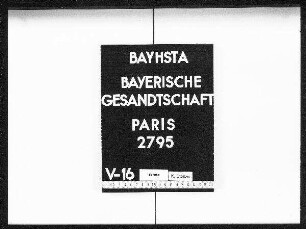 BAYHSTA
BAYERISCHE
GESANDTSCHAFT
PARIS
2795
V-16